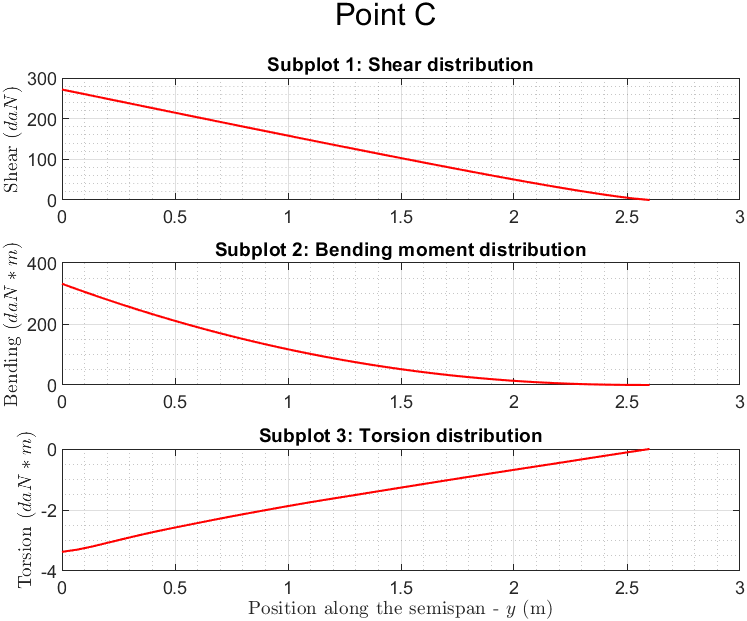 Point C
Subplot 1: Shear distribution
Shear (daN)
300
200
100
0
0 0.5 1 1.5 2 2.5 3
Subplot 2: Bending moment distribution
Bending (daN * m)
400
200
0
0 0.5 1 1.5 2 2.5 3
Subplot 3: Torsion distribution
Torsion (daN * m)
0
-2
-4
0 0.5 1 1.5 2 2.5 3
Position along the semispan - y (m)